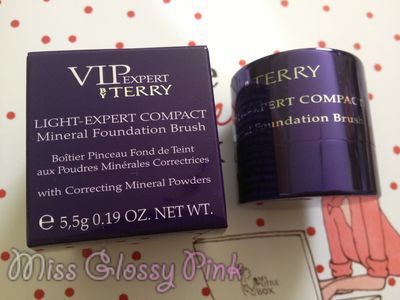 VIP EXPERT
BY TERRY
LIGHT-EXPERT COMPACT
Mineral Foundation Brush
Boîtier Pinceau Fond de Teint
aux Poudres Minérales Correctrices
with Correcting Mineral Powders
e 5,5g 0.19 OZ. NET WT.
TERRY
EXPERT COMPACT
Foundation Brush
Miss Glossy Pink
BOX